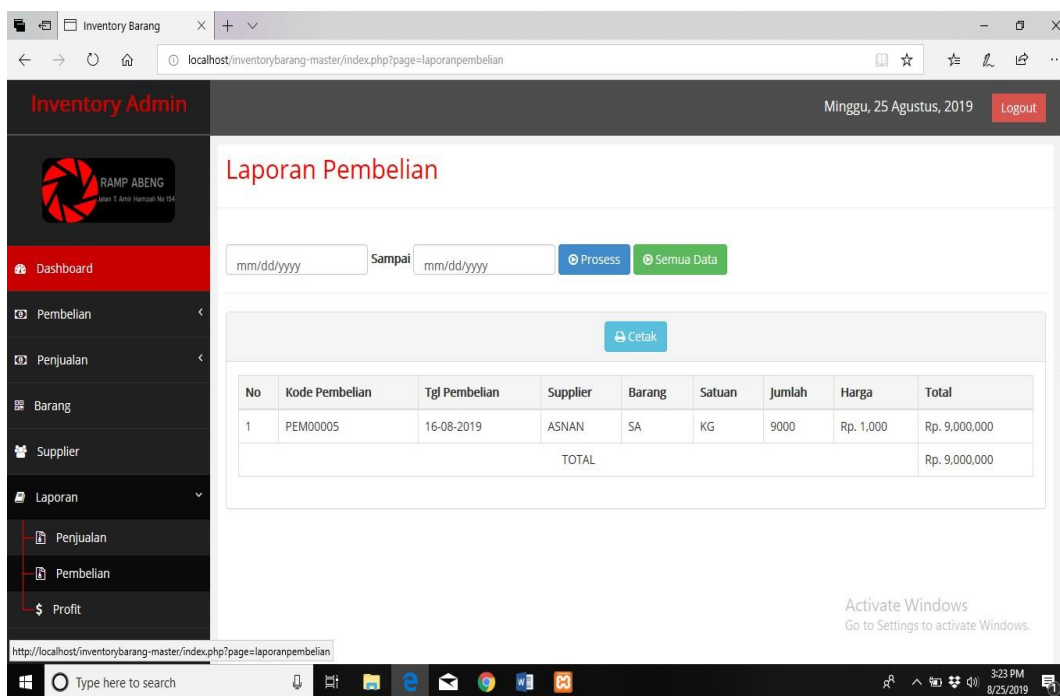 Inventory Barang
localhost/inventorybarang-master/index.php?page=laporanpembelian
Inventory Admin
Minggu, 25 Agustus, 2019
Logout
RAMP ABENG
Jalan T. Amir Hamzah No 154
Laporan Pembelian
mm/dd/yyyy Sampai mm/dd/yyyy Prosess Semua Data
Dashboard
Pembelian
Penjualan
Barang
Supplier
Laporan
Penjualan
Pembelian
Profit
Cetak
No Kode Pembelian Tgl Pembelian Supplier Barang Satuan Jumlah Harga Total
1 PEM00005 16-08-2019 ASNAN SA KG 9000 Rp. 1,000 Rp. 9,000,000
TOTAL Rp. 9,000,000
Activate Windows
Go to Settings to activate Windows.
http://localhost/inventorybarang-master/index.php?page=laporanpembelian
Type here to search
3:23 PM
8/25/2019